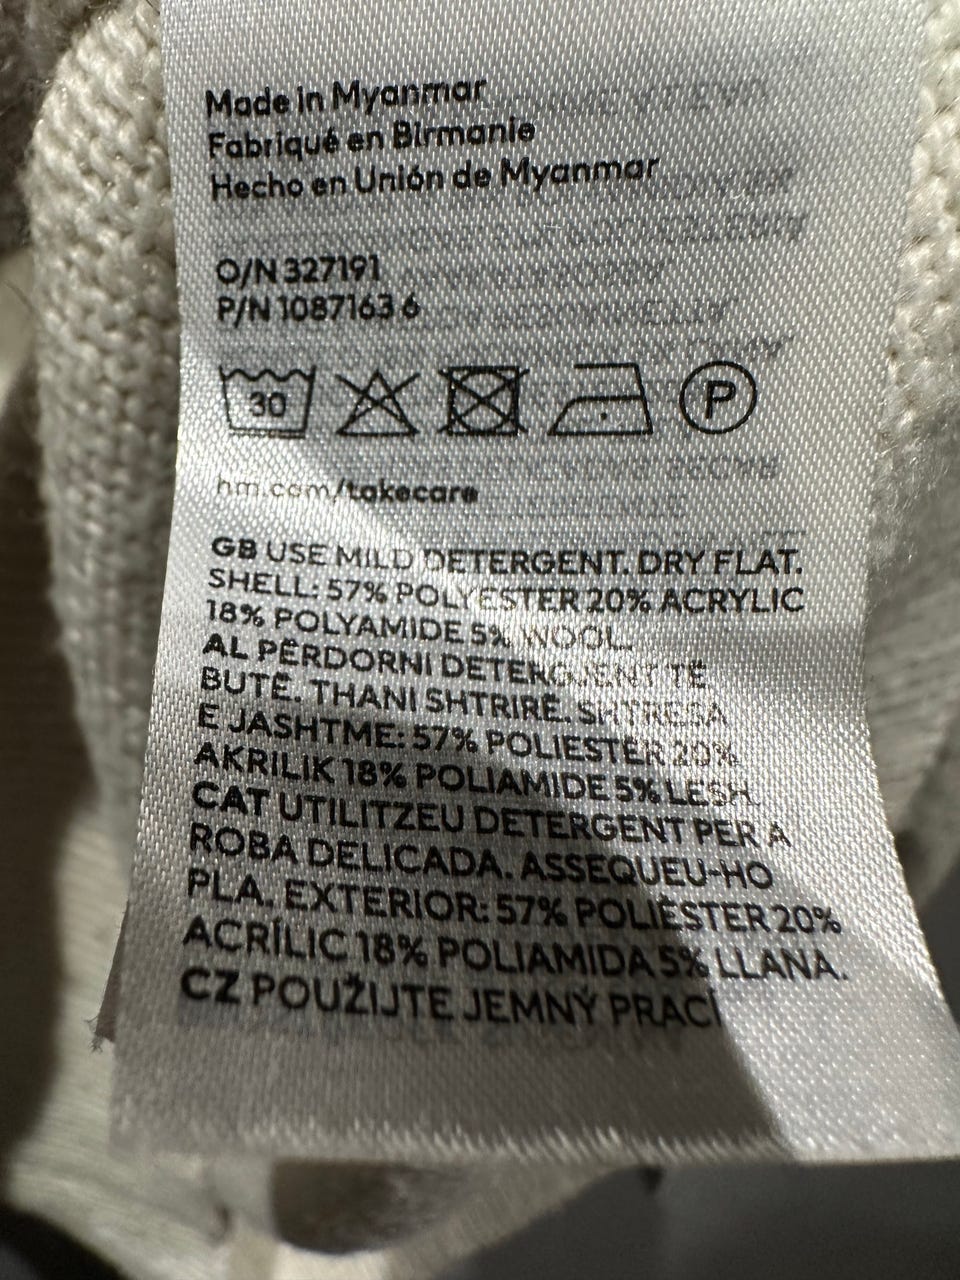 Made in Myanmar
Fabriqué en Birmanie
Hecho en Unión de Myanmar
O/N 327191
P/N 1087163 6
30
P
hm.com/takecare
GB USE MILD DETERGENT. DRY FLAT.
SHELL: 57% POLYESTER 20% ACRYLIC
18% POLYAMIDE 5% WOOL.
AL PËRDORNI DETERGJENT TË
BUTË. THANI SHTRIRË. SHTRESA
E JASHTME: 57% POLIESTËR 20%
AKRILIK 18% POLIAMIDE 5% LESH.
CAT UTILITZEU DETERGENT PER A
ROBA DELICADA. ASSEQUEU-HO
PLA. EXTERIOR: 57% POLIÈSTER 20%
ACRÍLIC 18% POLIAMIDA 5% LLANA.
CZ POUŽIJTE JEMNÝ PRACÍ